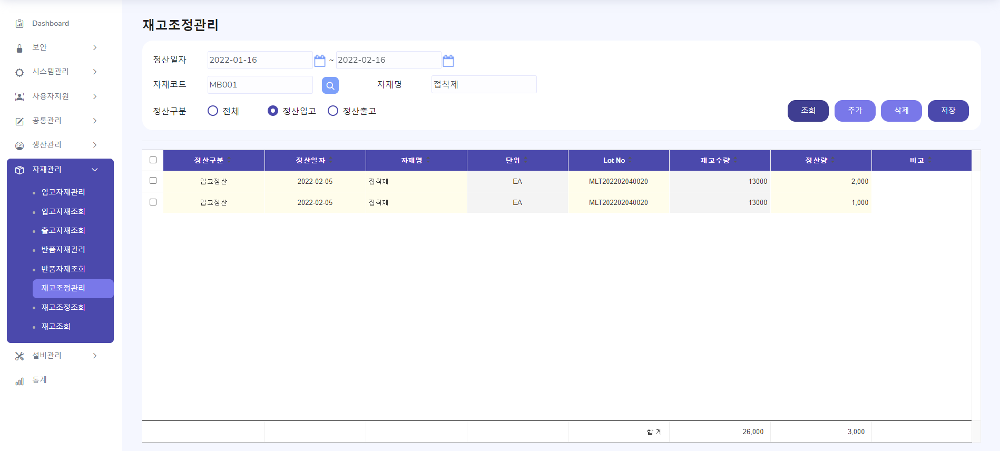 Dashboard
보안
시스템관리
사용자지원
공통관리
생산관리
자재관리
입고자재관리
입고자재조회
출고자재조회
반품자재관리
반품자재조회
재고조정관리
재고조정조회
재고조회
설비관리
통계
재고조정관리
정산일자 2022-01-16 ~ 2022-02-16
자재코드 MB001 자재명 접착제
정산구분 전체 정산입고 정산출고 조회 추가 삭제 저장
정산구분 정산일자 자재명 단위 Lot No 재고수량 정산량 비고
입고정산 2022-02-05 접착제 EA MLT202202040020 13000 2,000
입고정산 2022-02-05 접착제 EA MLT202202040020 13000 1,000
합 계 26,000 3,000